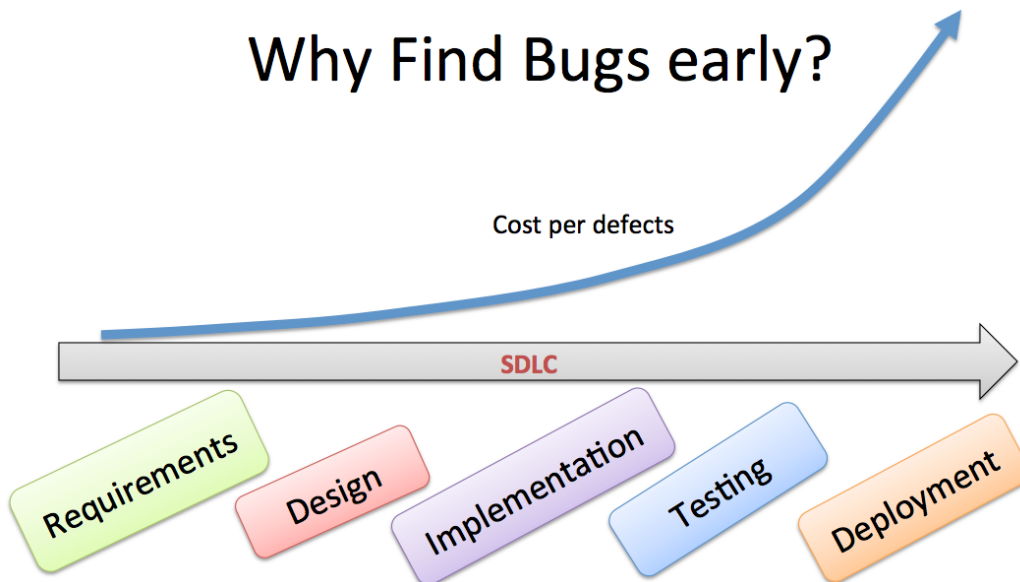 Why Find Bugs early?
Cost per defects
SDLC
Requirements
Design
Implementation
Testing
Deployment